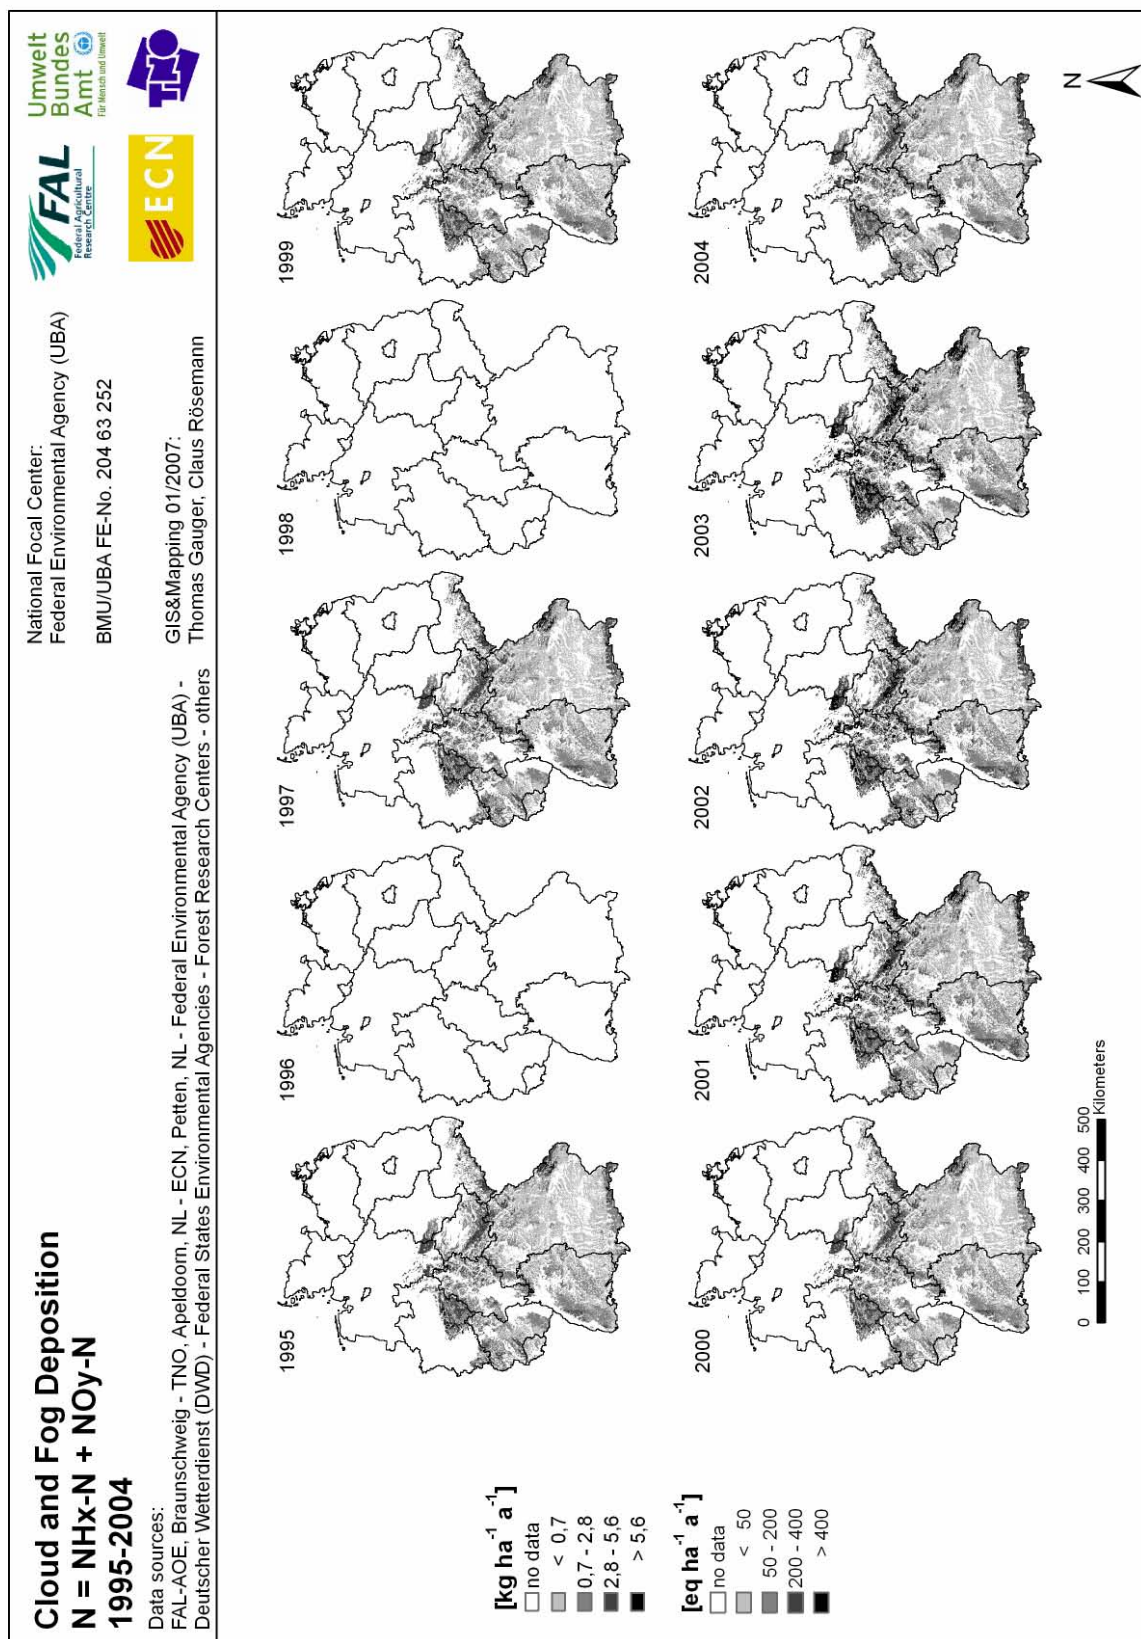 Cloud and Fog Deposition
N = NHx-N + NOy-N
1995-2004
National Focal Center:
Federal Environmental Agency (UBA)
BMU/UBA FE-No. 204 63 252
FAL
Federal Agricultural
Research Centre
Umwelt
Bundes
Amt
Für Mensch und Umwelt
ECN
TNO
Data sources:
FAL-AOE, Braunschweig - TNO, Apeldoorn, NL - ECN, Petten, NL - Federal Environmental Agency (UBA) -
Deutscher Wetterdienst (DWD) - Federal States Environmental Agencies - Forest Research Centers - others
GIS&Mapping 01/2007:
Thomas Gauger, Claus Rösemann
1995
1996
1997
1998
1999
[kg ha⁻¹ a⁻¹]
no data
< 0,7
0,7 - 2,8
2,8 - 5,6
> 5,6
[eq ha⁻¹ a⁻¹]
no data
< 50
50 - 200
200 - 400
> 400
2000
2001
2002
2003
2004
0 100 200 300 400 500
Kilometers
N